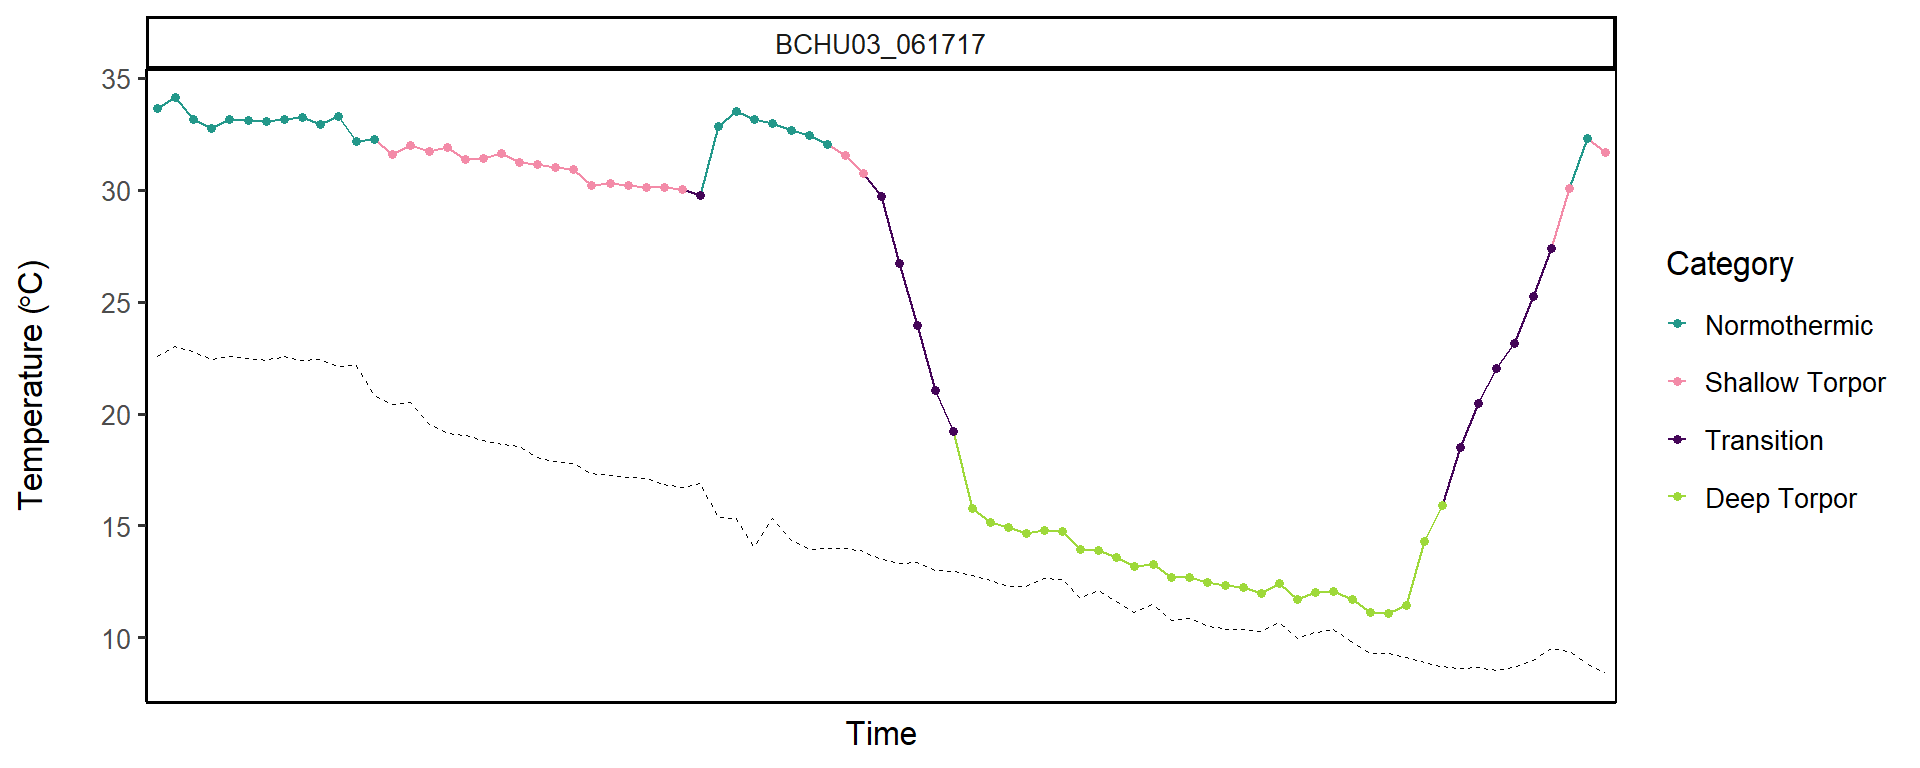 BCHU03_061717
35
30
25
20
15
10
Temperature (°C)
Time
Category
Normothermic
Shallow Torpor
Transition
Deep Torpor